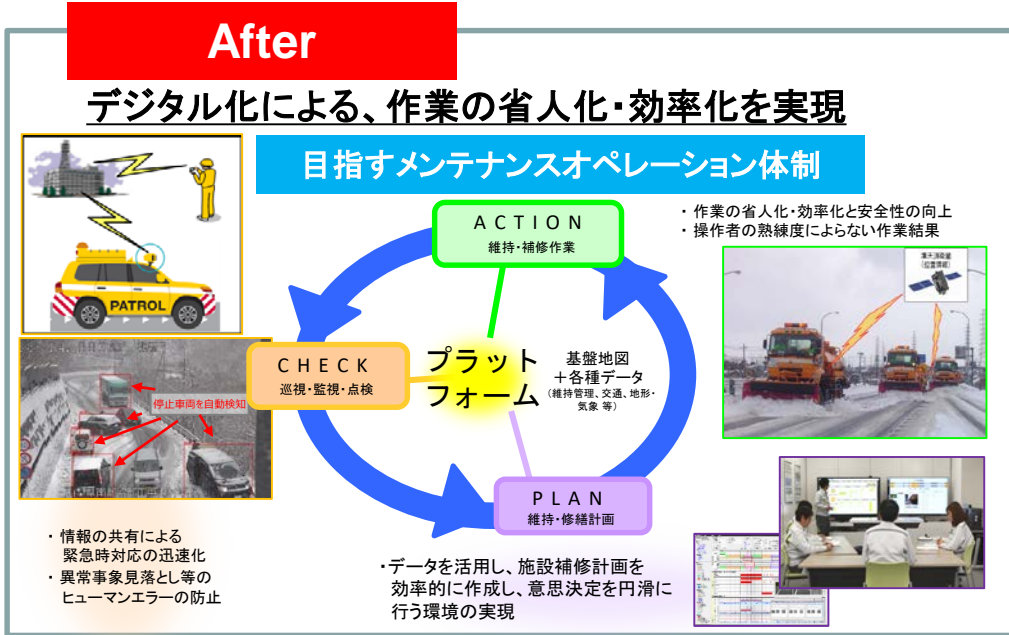 After
デジタル化による、作業の省人化・効率化を実現
目指すメンテナンスオペレーション体制
ACTION
維持・補修作業
・ 作業の省人化・効率化と安全性の向上
・ 操作者の熟練度によらない作業結果
準天頂衛星
(位置情報)
PATROL
CHECK
巡視・監視・点検
停止車両を自動検知
プラット
フォーム
基盤地図
+各種データ
(維持管理、交通、地形・
気象 等)
PLAN
維持・修繕計画
・ 情報の共有による
緊急時対応の迅速化
・ 異常事象見落とし等の
ヒューマンエラーの防止
・データを活用し、施設補修計画を
効率的に作成し、意思決定を円滑に
行う環境の実現